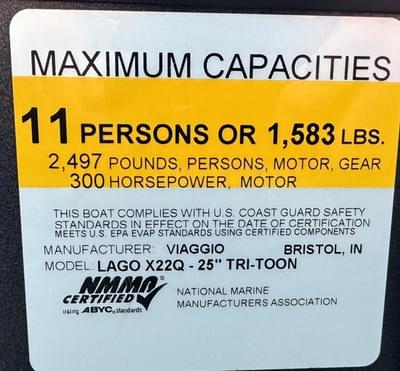 MAXIMUM CAPACITIES
11 PERSONS OR 1,583 LBS.
2,497 POUNDS, PERSONS, MOTOR, GEAR
300 HORSEPOWER, MOTOR
THIS BOAT COMPLIES WITH U.S. COAST GUARD SAFETY
STANDARDS IN EFFECT ON THE DATE OF CERTIFICATION
MEETS U.S. EPA EVAP STANDARDS USING CERTIFIED COMPONENTS
MANUFACTURER: VIAGGIO BRISTOL, IN
MODEL: LAGO X22Q - 25" TRI-TOON
NMMA
CERTIFIED
using ABYC, standards
NATIONAL MARINE
MANUFACTURERS ASSOCIATION